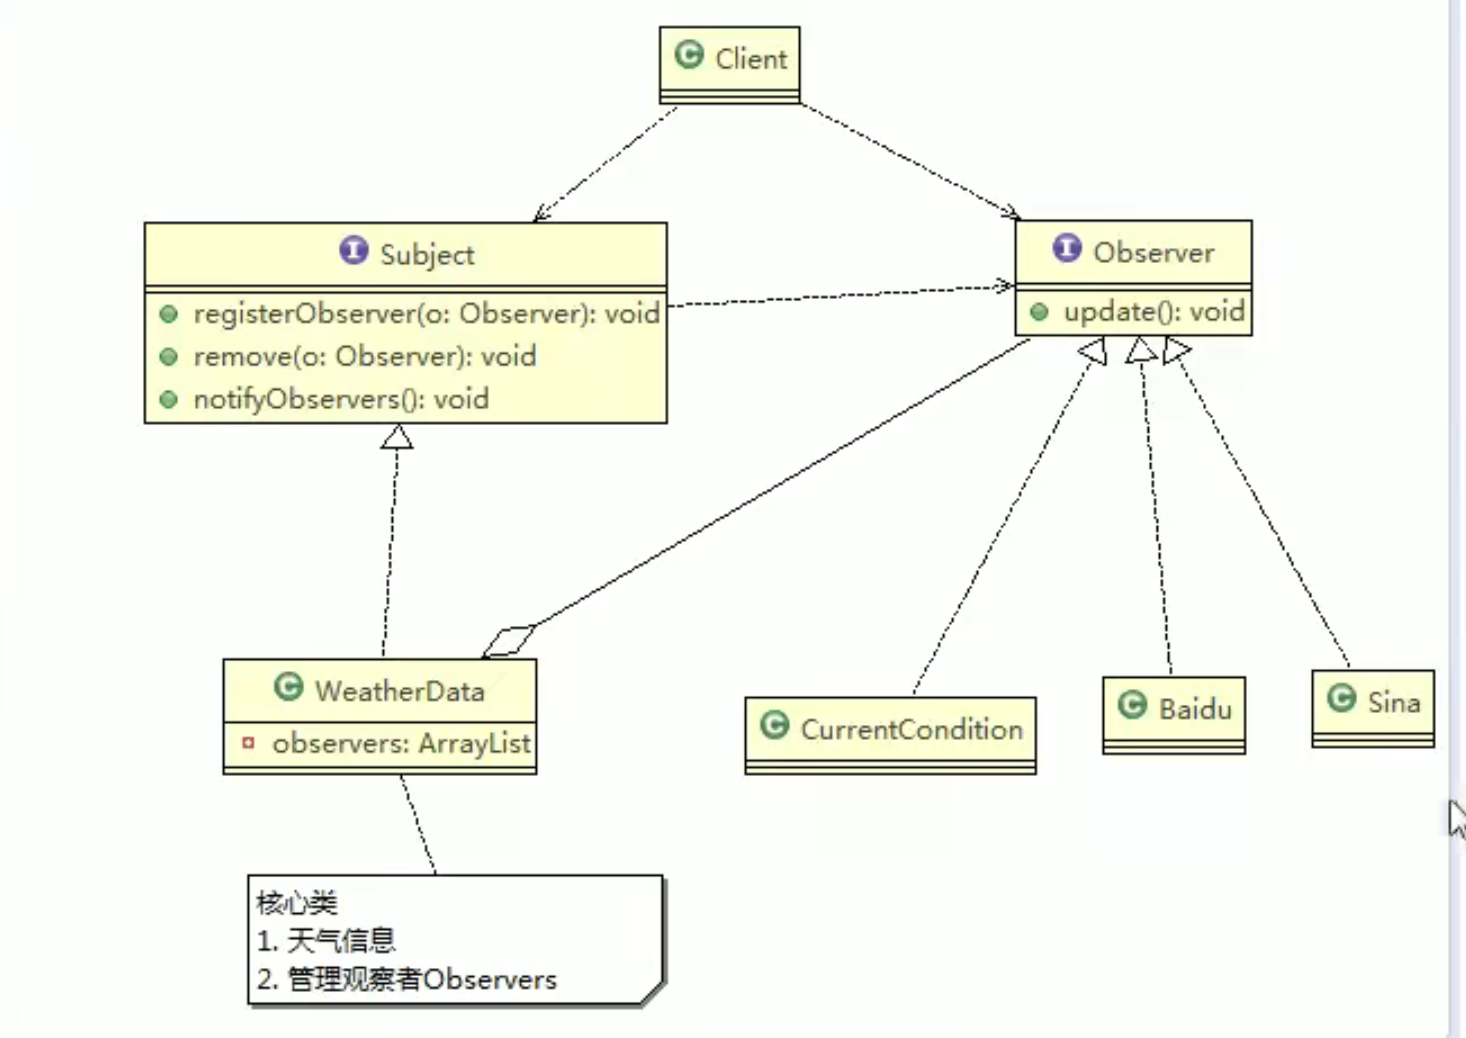 Client
Subject
registerObserver(o: Observer): void
remove(o: Observer): void
notifyObservers(): void
Observer
update(): void
WeatherData
observers: ArrayList
CurrentCondition
Baidu
Sina
核心类
1. 天气信息
2. 管理观察者Observers